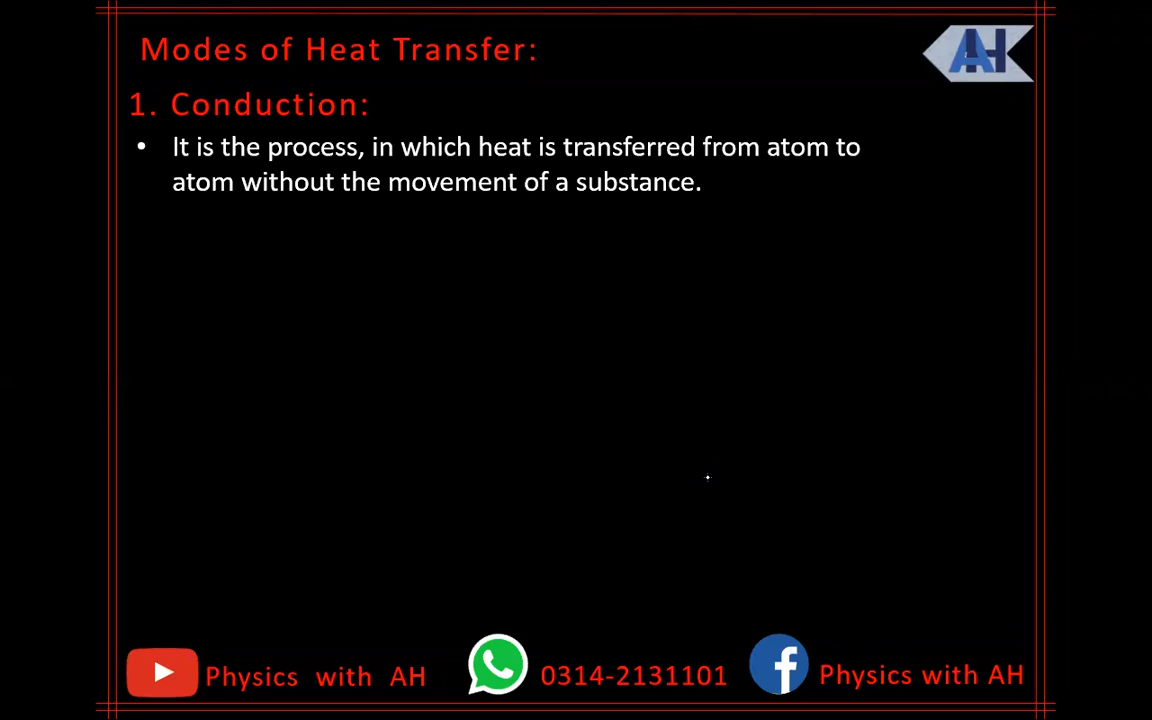 Modes of Heat Transfer:
AH
1. Conduction:
• It is the process, in which heat is transferred from atom to
atom without the movement of a substance.
Physics with AH
0314-2131101
Physics with AH